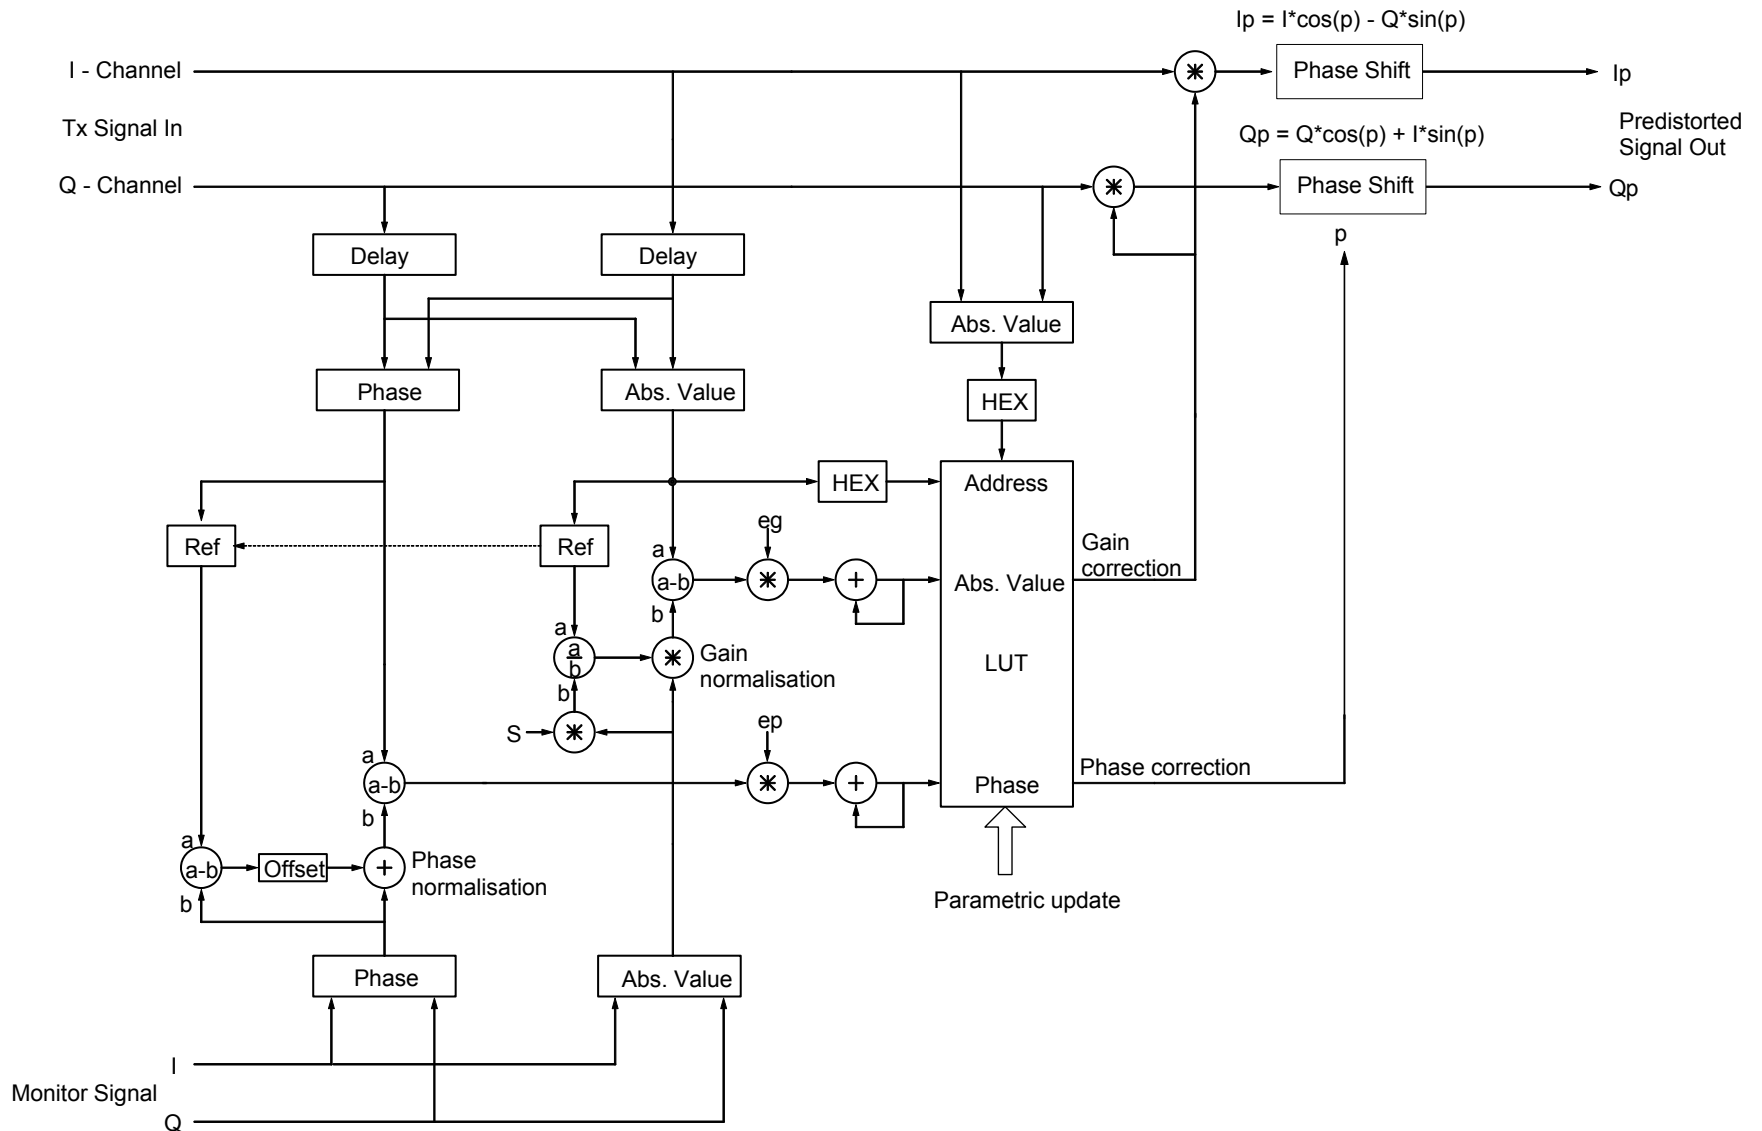 Ip = I*cos(p) - Q*sin(p)
I - Channel
*
Phase Shift
Ip
Tx Signal In
Predistorted
Signal Out
Qp = Q*cos(p) + I*sin(p)
Q - Channel
*
Phase Shift
Qp
p
Delay
Delay
Abs. Value
Phase
Abs. Value
HEX
HEX
Address
Ref
Ref
eg
a
a-b
b
*
+
Abs. Value
Gain
correction
a
a
b
b
*
Gain
normalisation
LUT
S
*
ep
a
a-b
b
*
+
Phase
Phase correction
a
a-b
b
Offset
+
Phase
normalisation
Parametric update
Phase
Abs. Value
I
Monitor Signal
Q